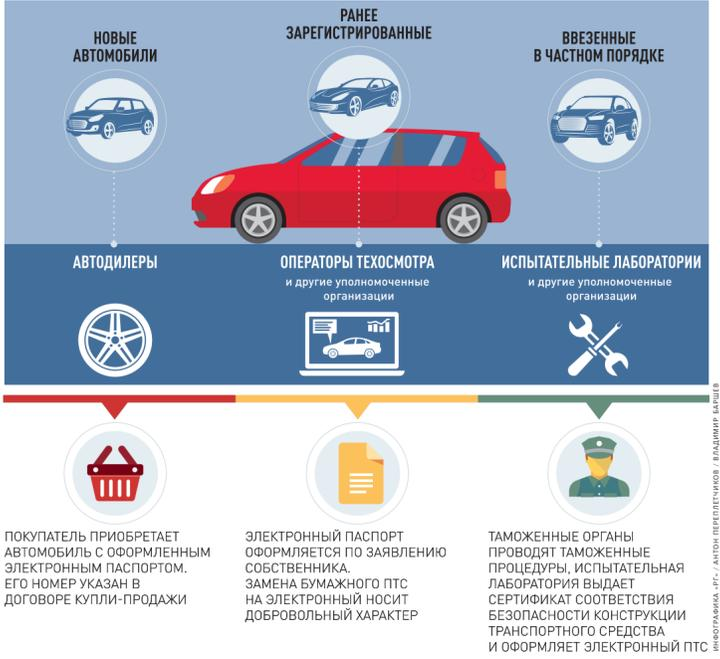 НОВЫЕ
АВТОМОБИЛИ
РАНЕЕ
ЗАРЕГИСТРИРОВАННЫЕ
ВВЕЗЕННЫЕ
В ЧАСТНОМ ПОРЯДКЕ
АВТОДИЛЕРЫ
ОПЕРАТОРЫ ТЕХОСМОТРА
и другие уполномоченные
организации
ИСПЫТАТЕЛЬНЫЕ ЛАБОРАТОРИИ
и другие уполномоченные
организации
ПОКУПАТЕЛЬ ПРИОБРЕТАЕТ
АВТОМОБИЛЬ С ОФОРМЛЕННЫМ
ЭЛЕКТРОННЫМ ПАСПОРТОМ.
ЕГО НОМЕР УКАЗАН В
ДОГОВОРЕ КУПЛИ-ПРОДАЖИ
ЭЛЕКТРОННЫЙ ПАСПОРТ
ОФОРМЛЯЕТСЯ ПО ЗАЯВЛЕНИЮ
СОБСТВЕННИКА.
ЗАМЕНА БУМАЖНОГО ПТС
НА ЭЛЕКТРОННЫЙ НОСИТ
ДОБРОВОЛЬНЫЙ ХАРАКТЕР
ТАМОЖЕННЫЕ ОРГАНЫ
ПРОВОДЯТ ТАМОЖЕННЫЕ
ПРОЦЕДУРЫ, ИСПЫТАТЕЛЬНАЯ
ЛАБОРАТОРИЯ ВЫДАЕТ
СЕРТИФИКАТ СООТВЕТСТВИЯ
БЕЗОПАСНОСТИ КОНСТРУКЦИИ
ТРАНСПОРТНОГО СРЕДСТВА
И ОФОРМЛЯЕТ ЭЛЕКТРОННЫЙ ПТС
ИНФОГРАФИКА «РГ» / АНТОН ПЕРЕПЛЕТЧИКОВ / ВЛАДИМИР БАРШЕВ